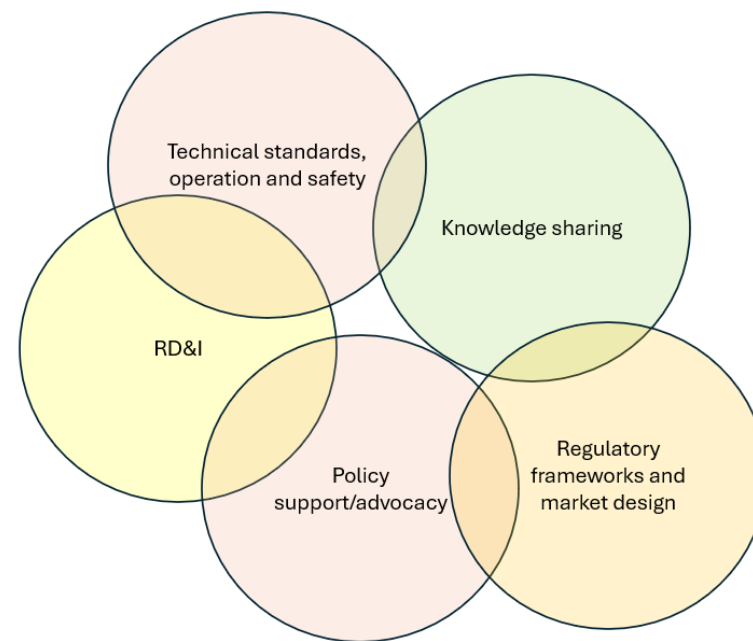 Technical standards,
operation and safety
Knowledge sharing
RD&I
Policy
support/advocacy
Regulatory
frameworks and
market design